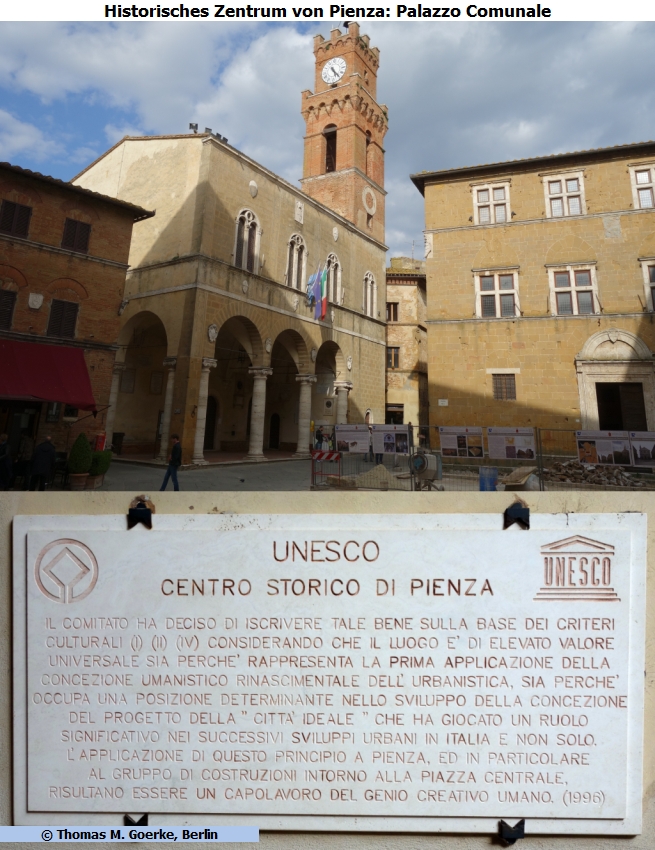 Historisches Zentrum von Pienza: Palazzo Comunale
UNESCO
CENTRO STORICO DI PIENZA
UNESCO
IL COMITATO HA DECISO DI ISCRIVERE TALE BENE SULLA BASE DEI CRITERI
CULTURALI (I) (II) (IV) CONSIDERANDO CHE IL LUOGO E' DI ELEVATO VALORE
UNIVERSALE SIA PERCHE' RAPPRESENTA LA PRIMA APPLICAZIONE DELLA
CONCEZIONE UMANISTICO RINASCIMENTALE DELL' URBANISTICA, SIA PERCHE'
OCCUPA UNA POSIZIONE DETERMINANTE NELLO SVILUPPO DELLA CONCEZIONE
DEL PROGETTO DELLA " CITTA' IDEALE " CHE HA GIOCATO UN RUOLO
SIGNIFICATIVO NEI SUCCESSIVI SVILUPPI URBANI IN ITALIA E NON SOLO.
L'APPLICAZIONE DI QUESTO PRINCIPIO A PIENZA, ED IN PARTICOLARE
AL GRUPPO DI COSTRUZIONI INTORNO ALLA PIAZZA CENTRALE,
RISULTANO ESSERE UN CAPOLAVORO DEL GENIO CREATIVO UMANO. (1996)
© Thomas M. Goerke, Berlin